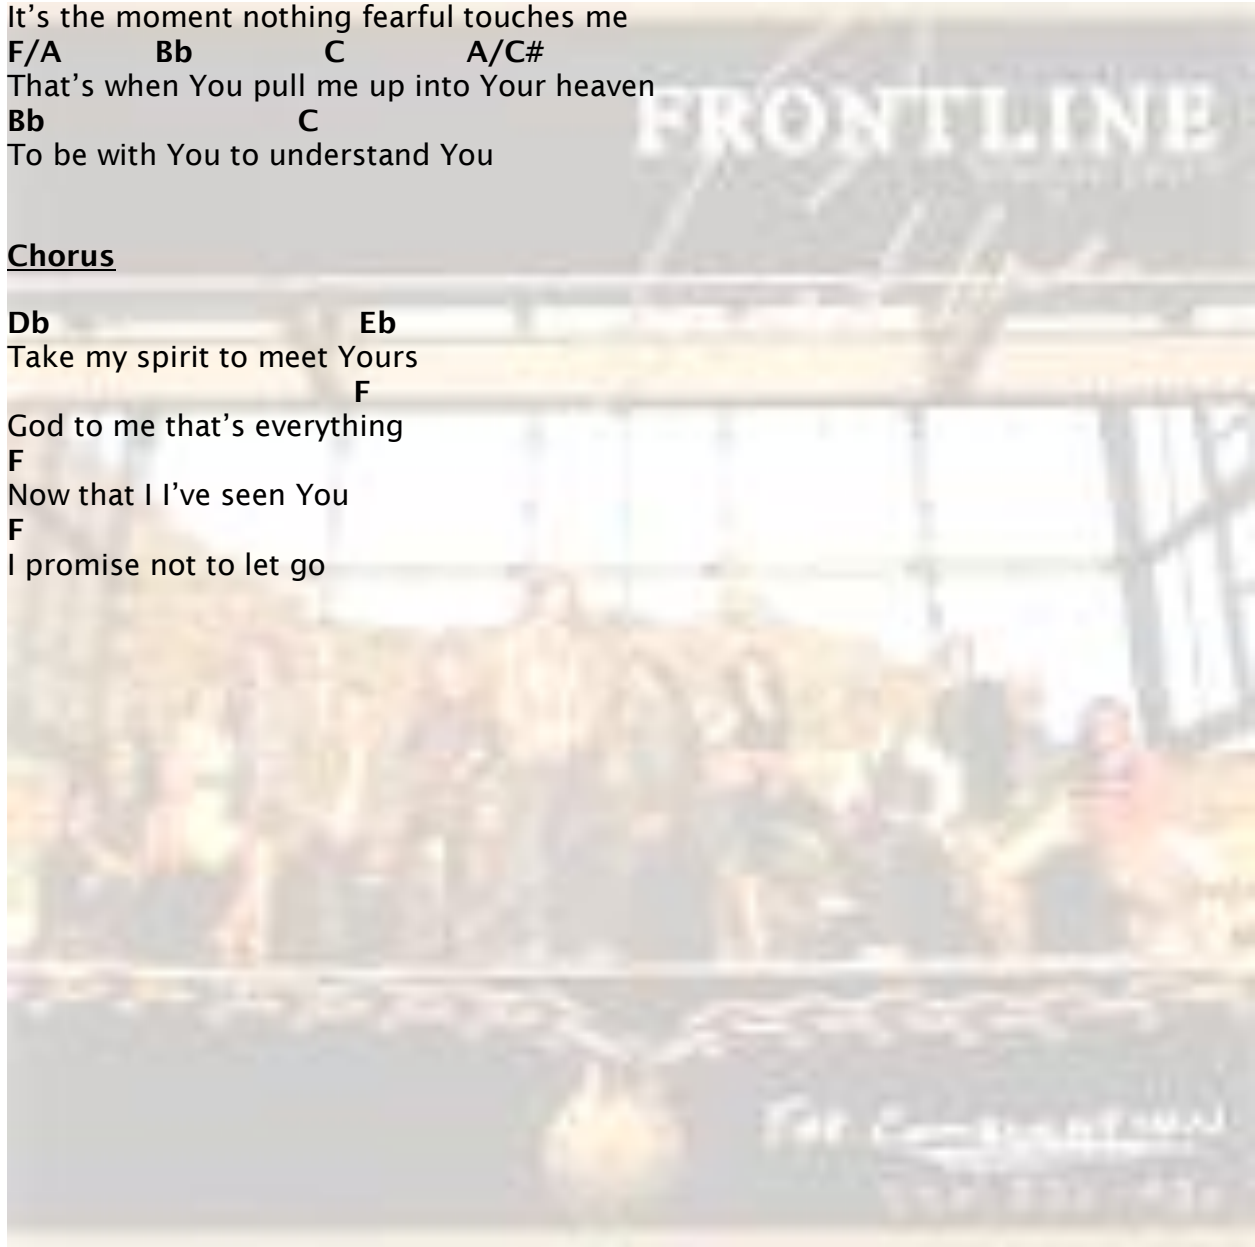 It’s the moment nothing fearful touches me
F/A Bb C A/C#
That’s when You pull me up into Your heaven
Bb C
To be with You to understand You
FRONTLINE
Chorus
Db Eb
Take my spirit to meet Yours
F
God to me that’s everything
F
Now that I I’ve seen You
F
I promise not to let go